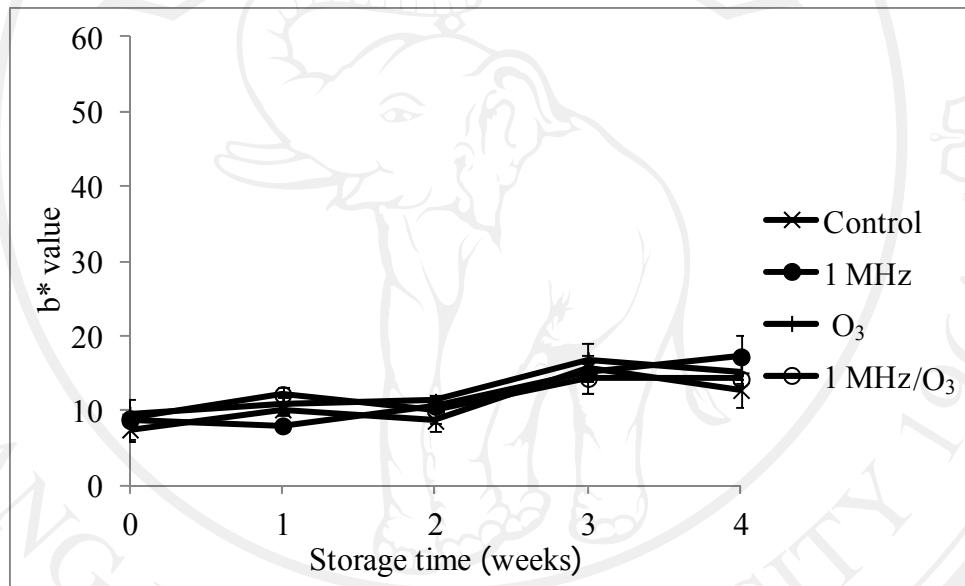 60
50
40
30
20
10
0
b* value
0 1 2 3 4
Storage time (weeks)
Control
1 MHz
O₃
1 MHz/O₃